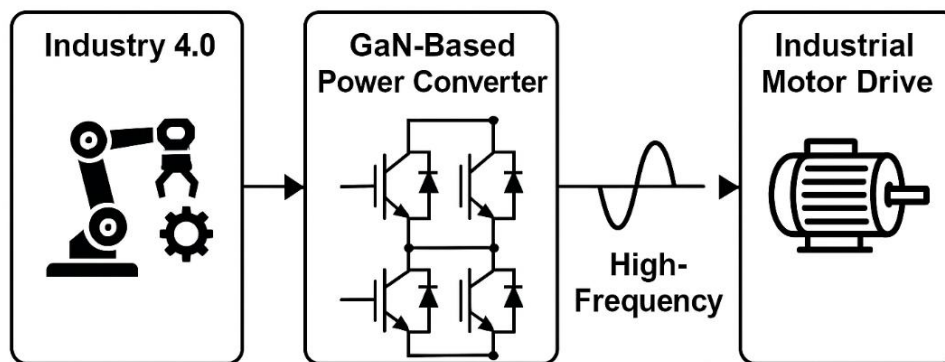 Industry 4.0
GaN-Based
Power Converter
High-
Frequency
Industrial
Motor Drive